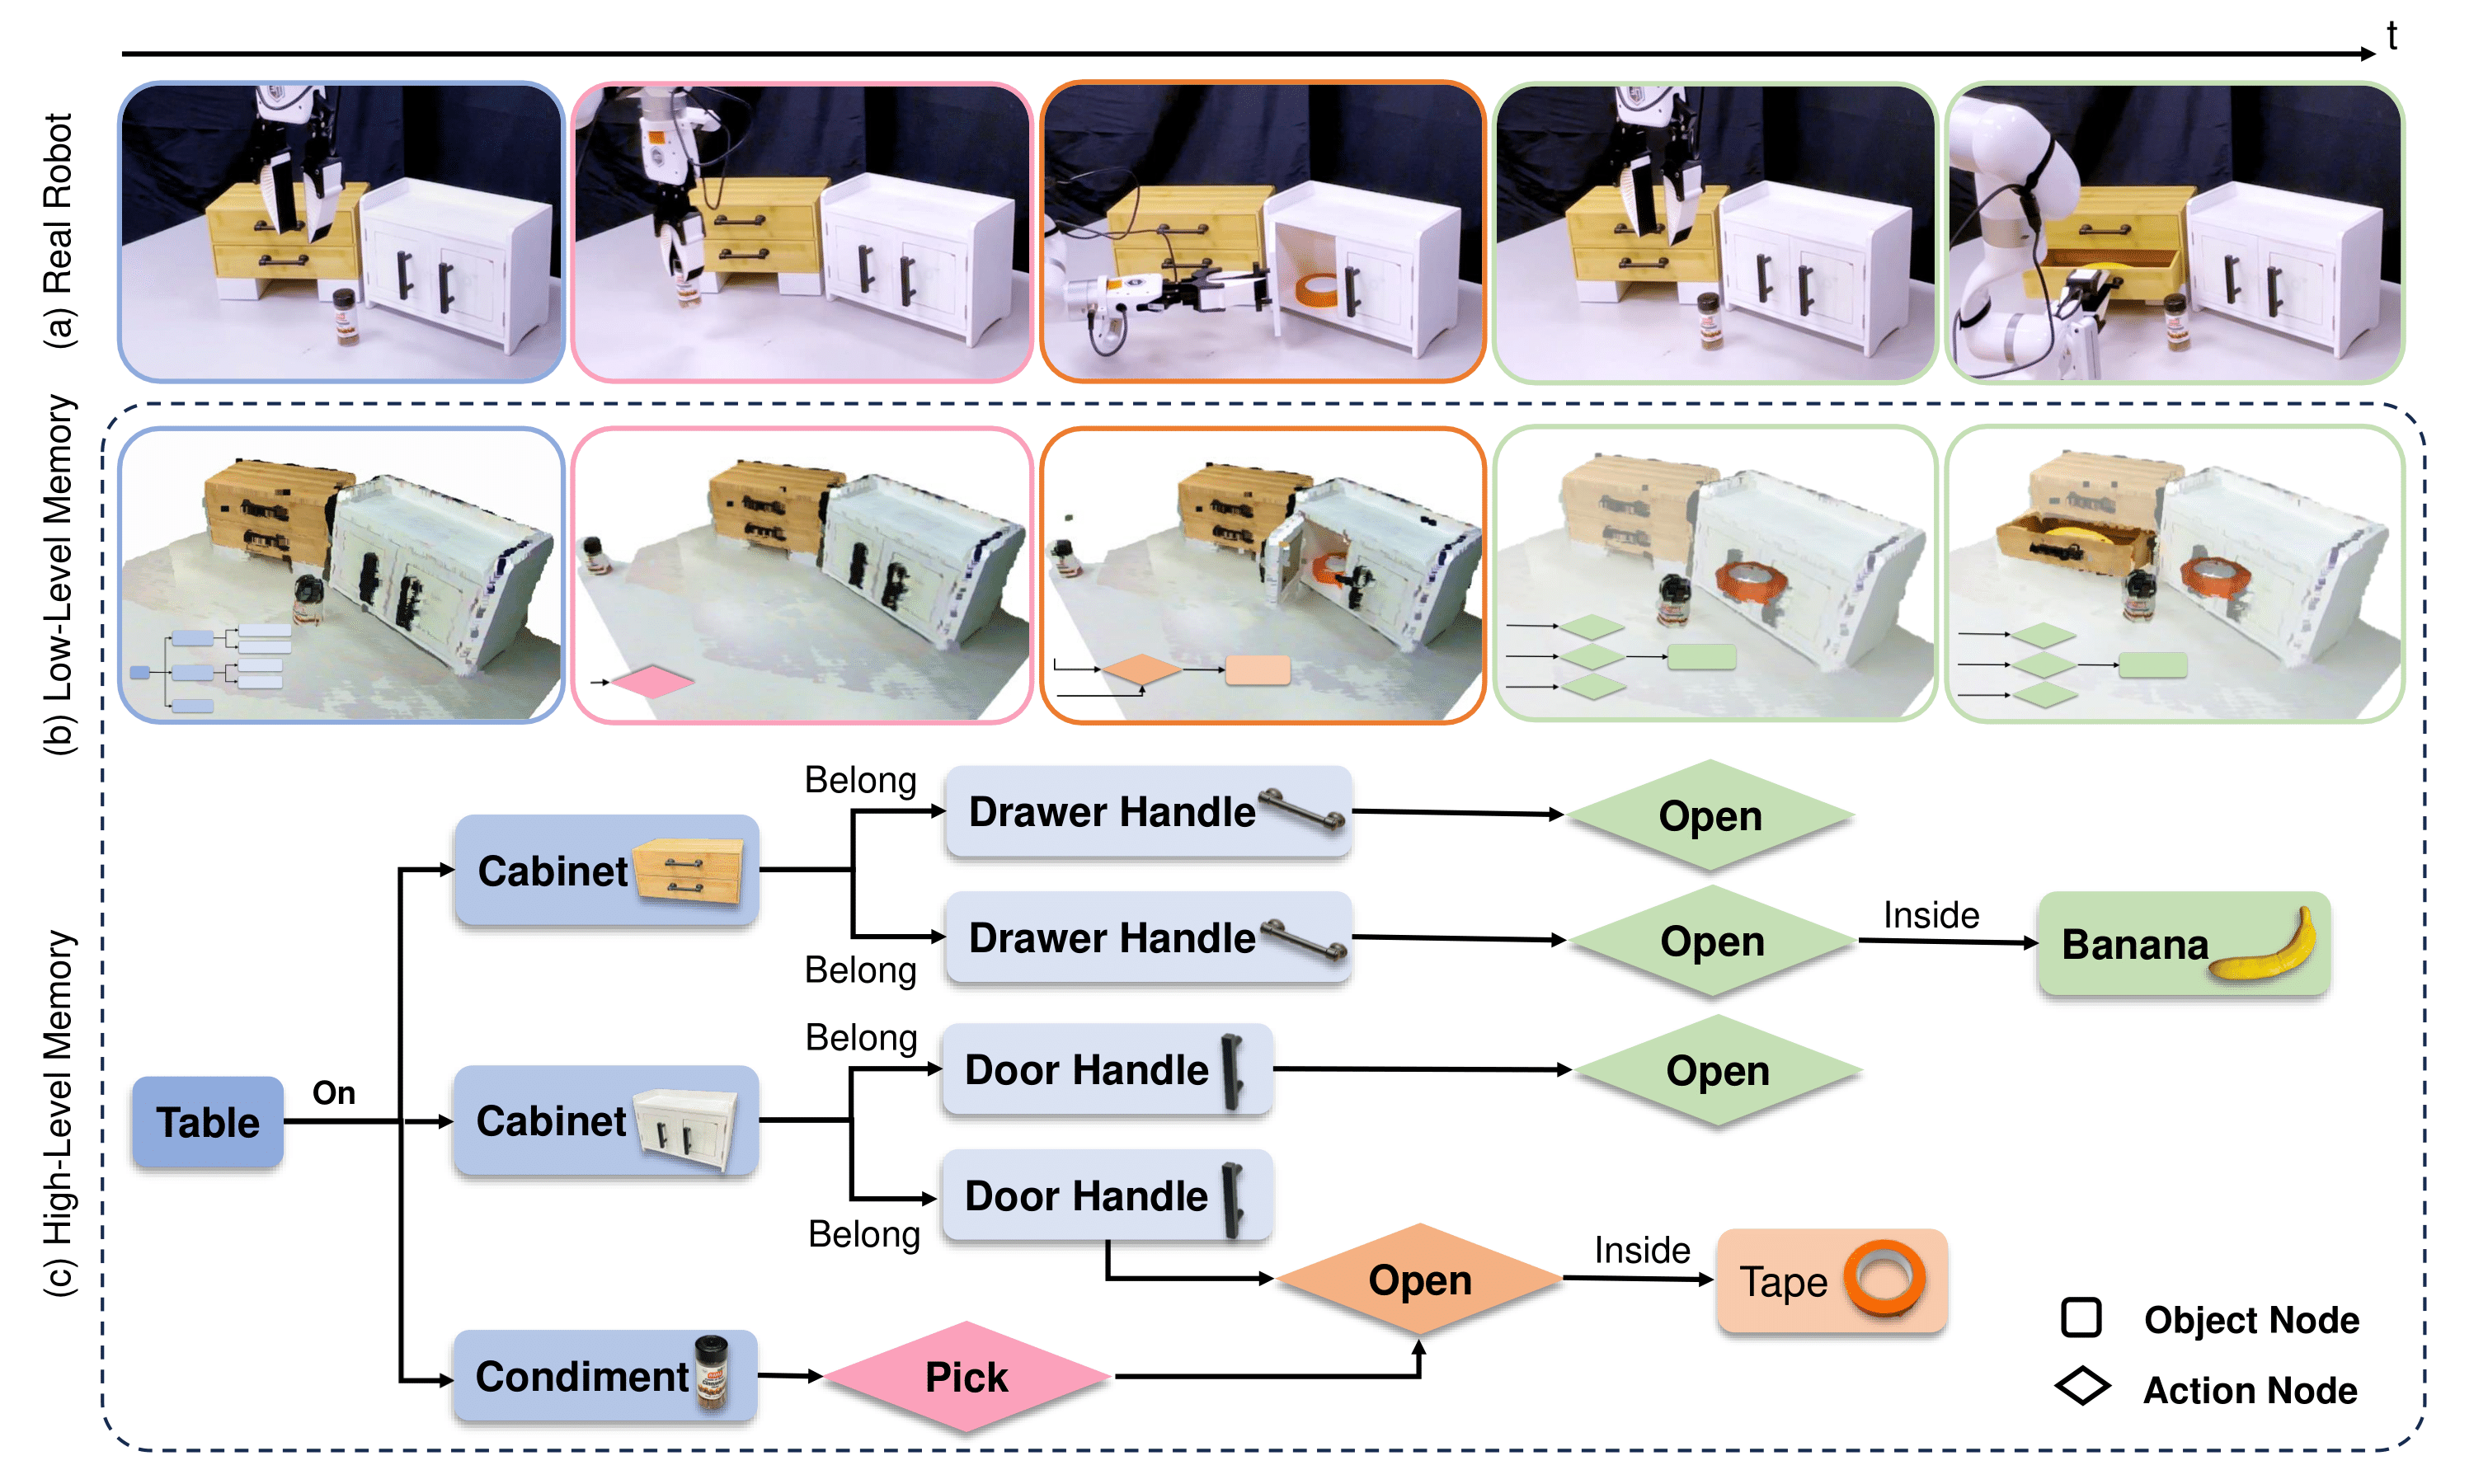 t
(a) Real Robot
(b) Low-Level Memory
(c) High-Level Memory
Belong
Drawer Handle
Open
Cabinet
Drawer Handle
Open
Inside
Banana
Belong
Belong
Door Handle
Open
Table
On
Cabinet
Door Handle
Belong
Open
Inside
Tape
Condiment
Pick
Object Node
Action Node